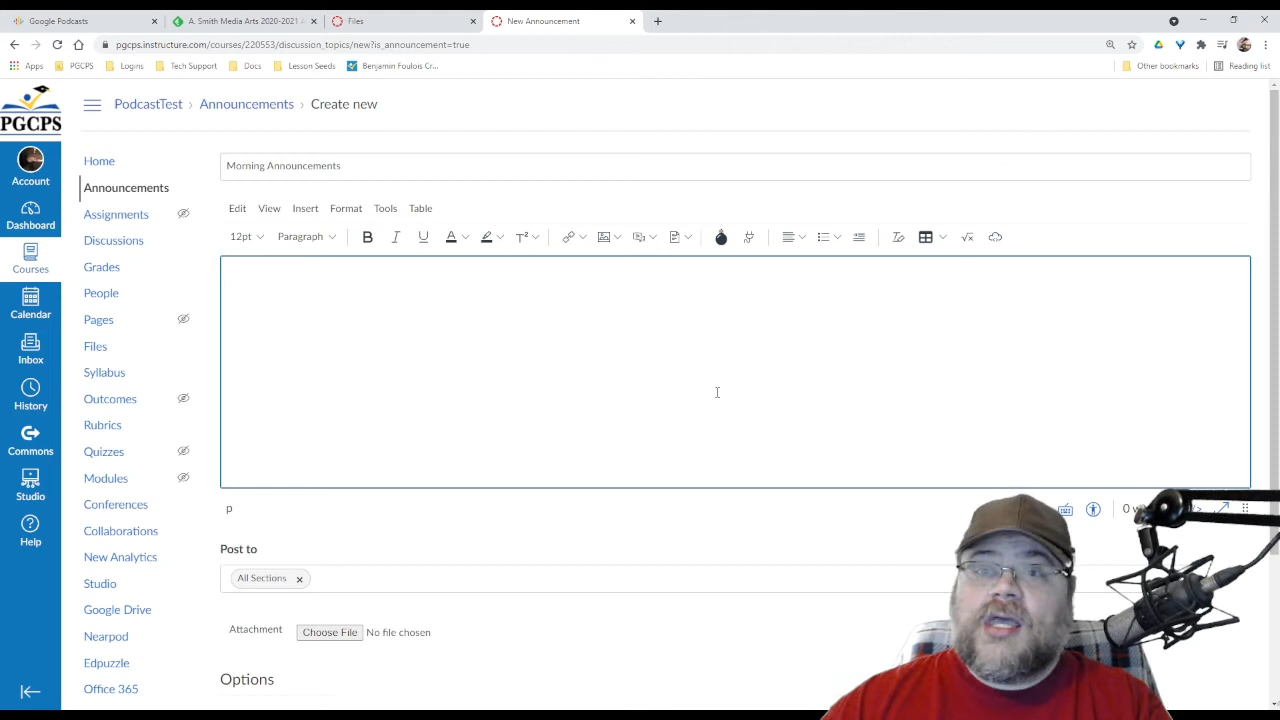 Google Podcasts
A. Smith Media Arts 2020-2021
Files
New Announcement
pgcps.instructure.com/courses/220553/discussion_topics/new?is_announcement=true
Apps PGCPS Logins Tech Support Docs Lesson Seeds Benjamin Foulois Cr... Other bookmarks Reading list
PGCPS
PodcastTest › Announcements › Create new
Account
Dashboard
Courses
Calendar
Inbox
History
Commons
Studio
Help
Home
Announcements
Assignments
Discussions
Grades
People
Pages
Files
Syllabus
Outcomes
Rubrics
Quizzes
Modules
Conferences
Collaborations
New Analytics
Studio
Google Drive
Nearpod
Edpuzzle
Office 365
Morning Announcements
Edit View Insert Format Tools Table
12pt Paragraph B I U A T²
p
0
Post to
All Sections
Attachment Choose File No file chosen
Options